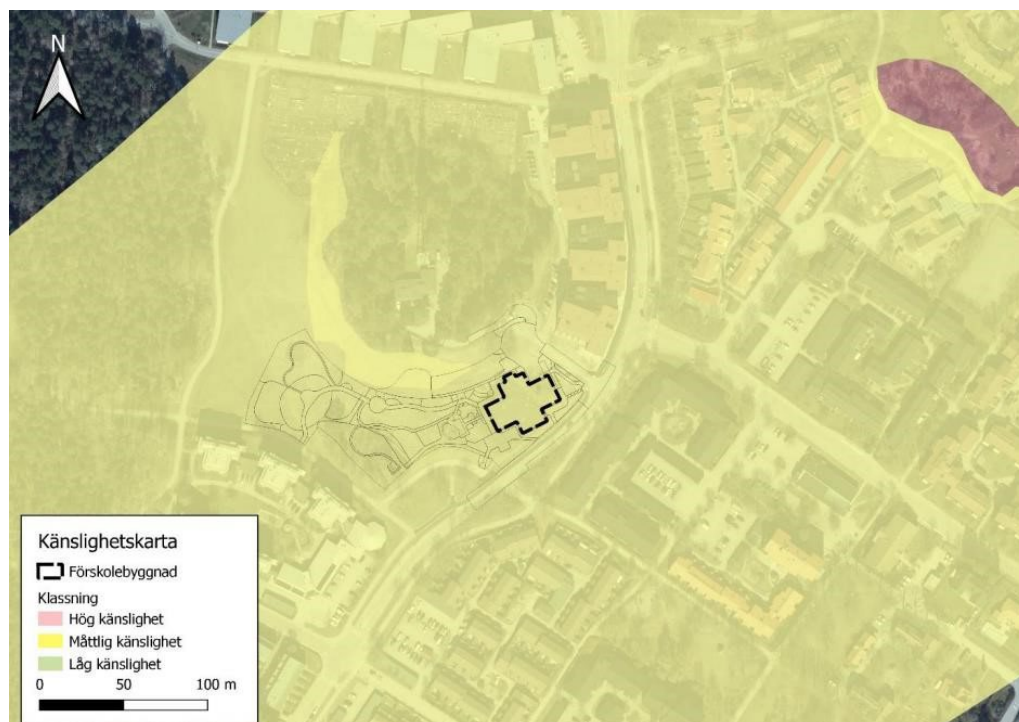 N
Känslighetskarta
Förskolebyggnad
Klassning
Hög känslighet
Måttlig känslighet
Låg känslighet
0 50 100 m